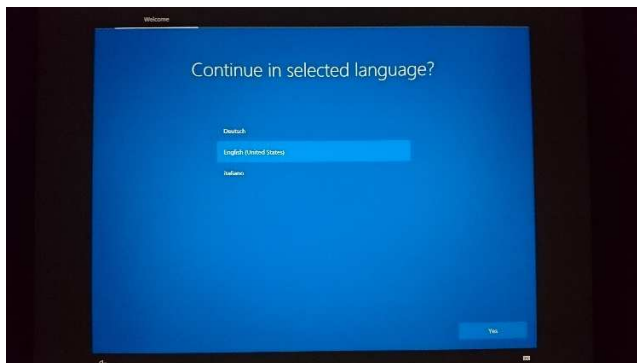 Welcome
Continue in selected language?
Deutsch
English (United States)
Italiano
Yes